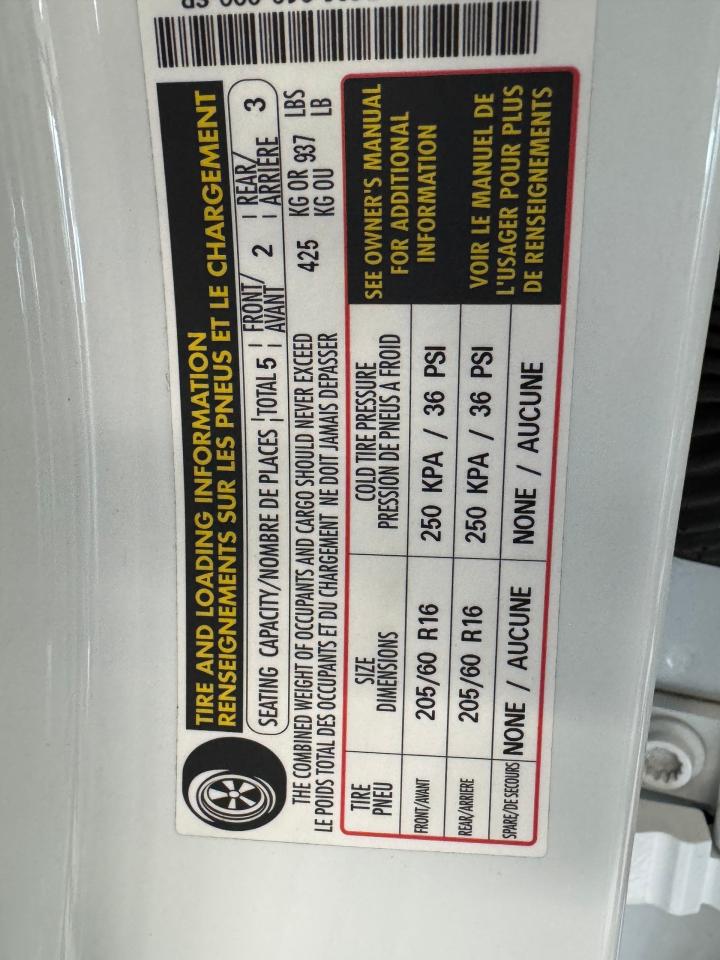 TIRE AND LOADING INFORMATION
RENSEIGNEMENTS SUR LES PNEUS ET LE CHARGEMENT
SEATING CAPACITY/NOMBRE DE PLACES TOTAL 5 FRONT/AVANT 2 REAR/ARRIÈRE 3
THE COMBINED WEIGHT OF OCCUPANTS AND CARGO SHOULD NEVER EXCEED 425 KG OR 937 LBS
LE POIDS TOTAL DES OCCUPANTS ET DU CHARGEMENT NE DOIT JAMAIS DEPASSER KG OU LB
TIRE PNEU
SIZE DIMENSIONS
COLD TIRE PRESSURE
PRESSION DE PNEUS A FROID
FRONT/AVANT 205/60 R16 250 KPA / 36 PSI
REAR/ARRIERE 205/60 R16 250 KPA / 36 PSI
SPARE/DE SECOURS NONE / AUCUNE NONE / AUCUNE
SEE OWNER'S MANUAL
FOR ADDITIONAL
INFORMATION
VOIR LE MANUEL DE
L'USAGER POUR PLUS
DE RENSEIGNEMENTS